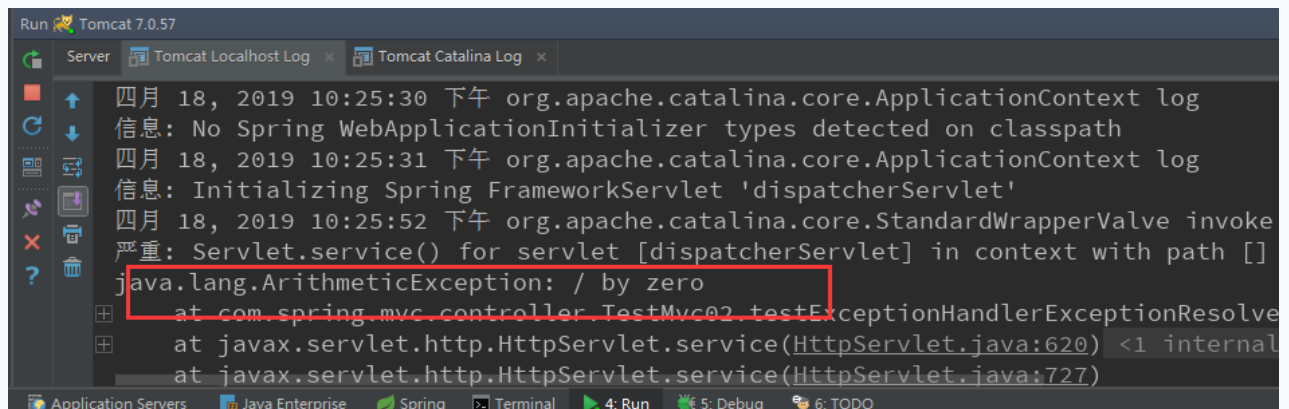 Run Tomcat 7.0.57
Server Tomcat Localhost Log × Tomcat Catalina Log ×
四月 18, 2019 10:25:30 下午 org.apache.catalina.core.ApplicationContext log
信息: No Spring WebApplicationInitializer types detected on classpath
四月 18, 2019 10:25:31 下午 org.apache.catalina.core.ApplicationContext log
信息: Initializing Spring FrameworkServlet 'dispatcherServlet'
四月 18, 2019 10:25:52 下午 org.apache.catalina.core.StandardWrapperValve invoke
严重: Servlet.service() for servlet [dispatcherServlet] in context with path []
java.lang.ArithmeticException: / by zero
at com.spring.mvc.controller.TestMvc02.testExceptionHandlerExceptionResolve
at javax.servlet.http.HttpServlet.service(HttpServlet.java:620) <1 internal
at javax.servlet.http.HttpServlet.service(HttpServlet.java:727)
Application Servers Java Enterprise Spring Terminal 4: Run 5: Debug 6: TODO